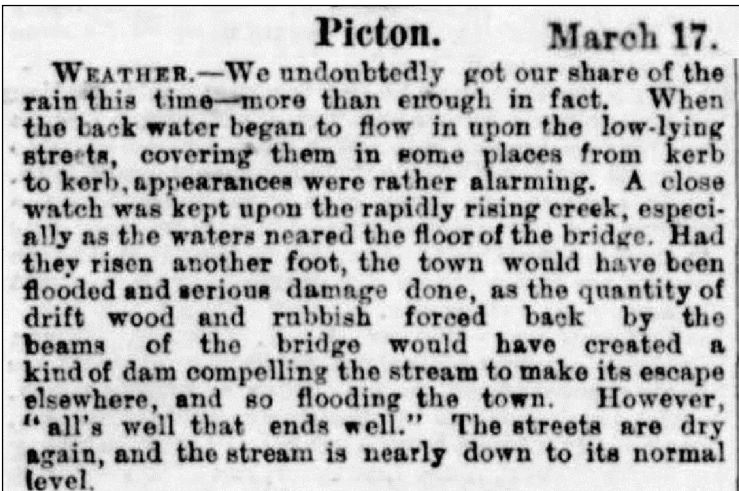 Picton. March 17.
WEATHER.—We undoubtedly got our share of the
rain this time—more than enough in fact. When
the back water began to flow in upon the low-lying
streets, covering them in some places from kerb
to kerb, appearances were rather alarming. A close
watch was kept upon the rapidly rising creek, especi-
ally as the waters neared the floor of the bridge. Had
they risen another foot, the town would have been
flooded and serious damage done, as the quantity of
drift wood and rubbish forced back by the
beams of the bridge would have created a
kind of dam compelling the stream to make its escape
elsewhere, and so flooding the town. However,
"all's well that ends well." The streets are dry
again, and the stream is nearly down to its normal
level.